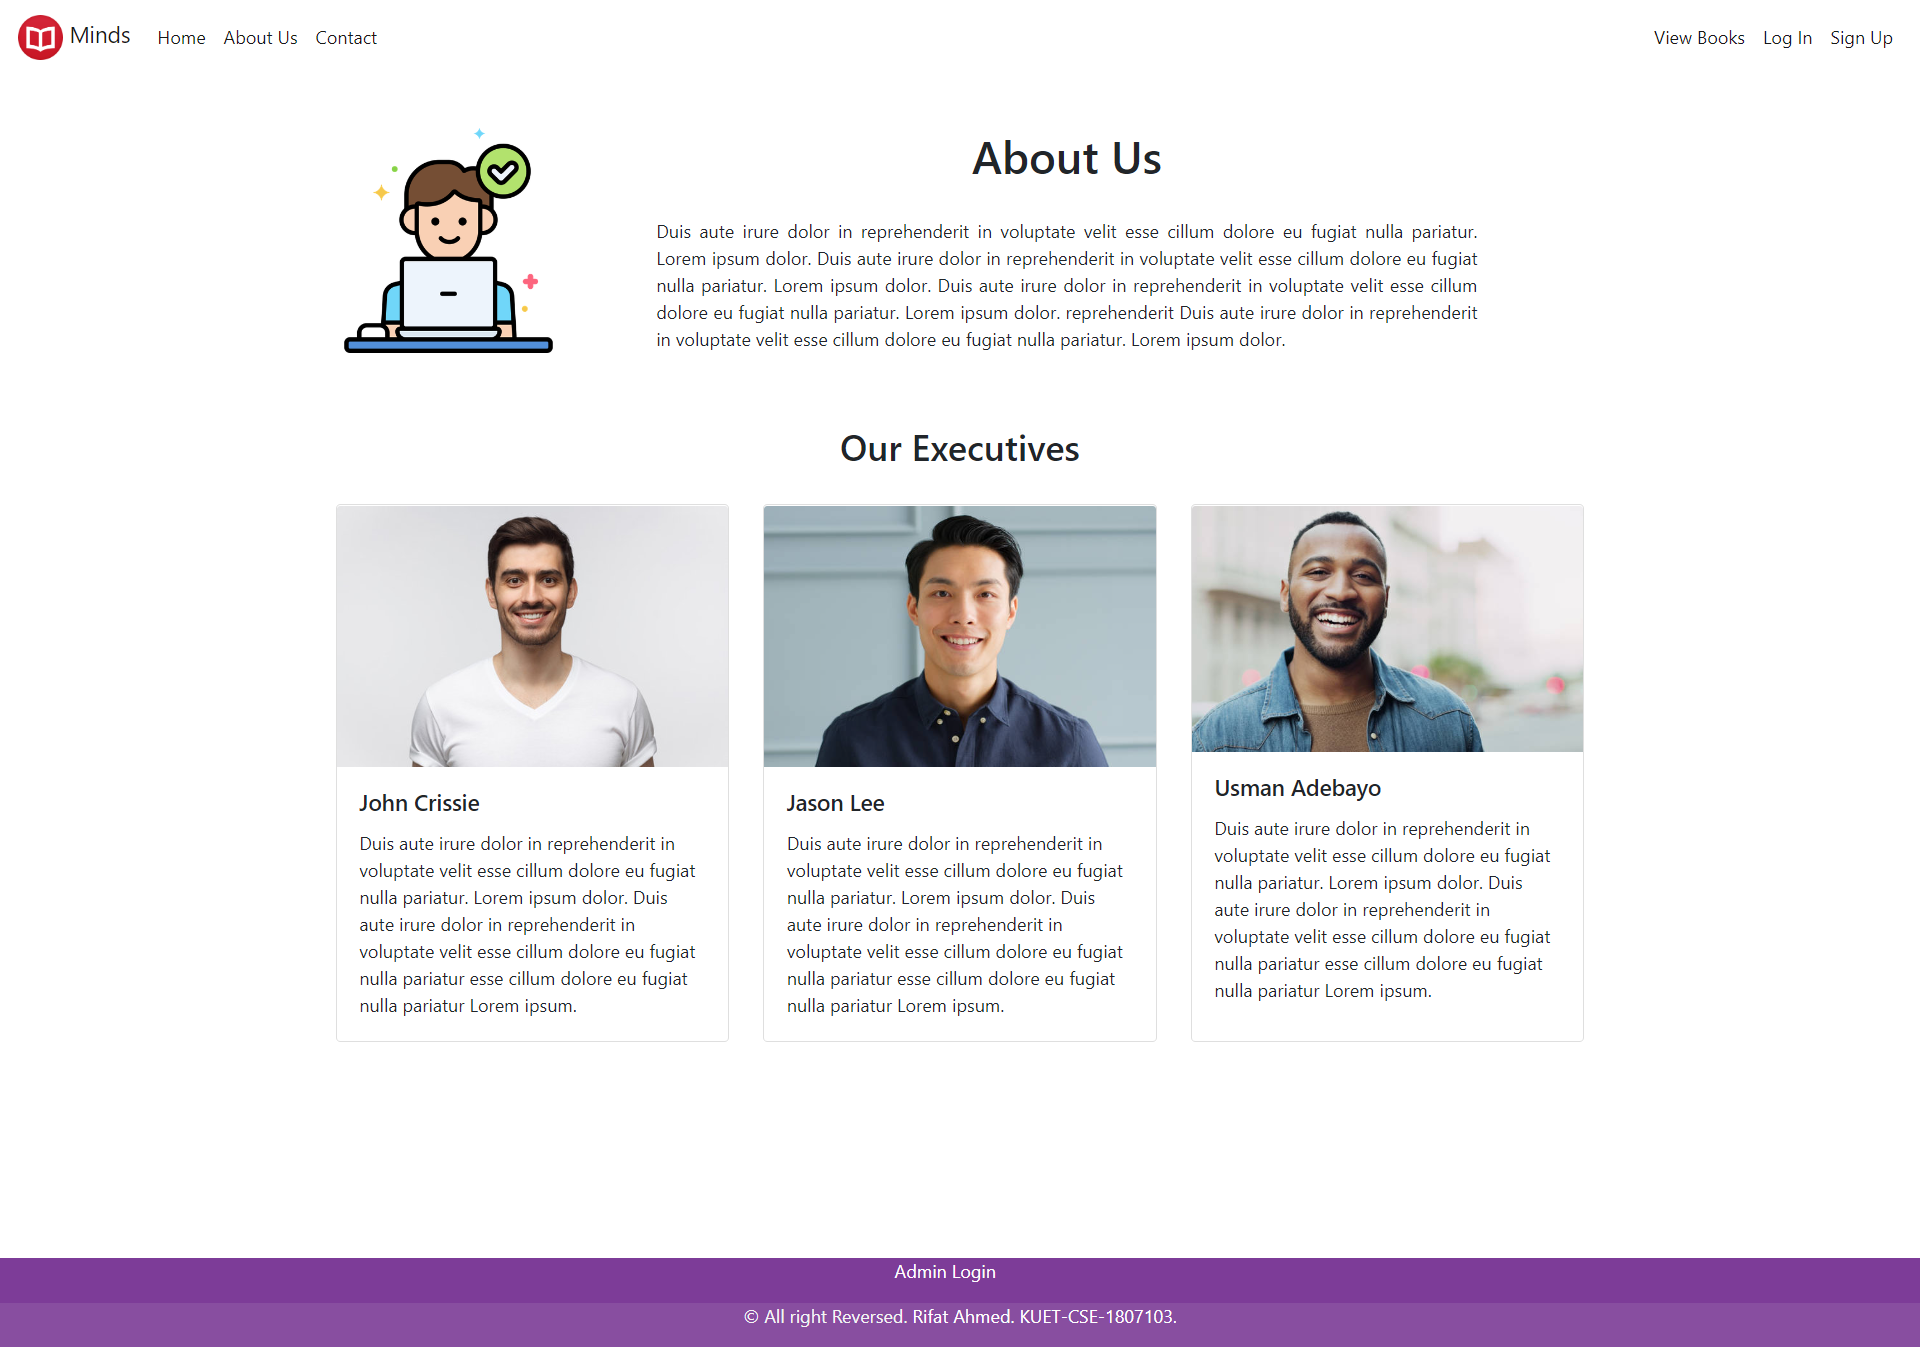 Minds
Home
About Us
Contact
View Books
Log In
Sign Up
About Us
Duis aute irure dolor in reprehenderit in voluptate velit esse cillum dolore eu fugiat nulla pariatur.
Lorem ipsum dolor. Duis aute irure dolor in reprehenderit in voluptate velit esse cillum dolore eu fugiat
nulla pariatur. Lorem ipsum dolor. Duis aute irure dolor in reprehenderit in voluptate velit esse cillum
dolore eu fugiat nulla pariatur. Lorem ipsum dolor. reprehenderit Duis aute irure dolor in reprehenderit
in voluptate velit esse cillum dolore eu fugiat nulla pariatur. Lorem ipsum dolor.
Our Executives
John Crissie
Duis aute irure dolor in reprehenderit in
voluptate velit esse cillum dolore eu fugiat
nulla pariatur. Lorem ipsum dolor. Duis
aute irure dolor in reprehenderit in
voluptate velit esse cillum dolore eu fugiat
nulla pariatur esse cillum dolore eu fugiat
nulla pariatur Lorem ipsum.
Jason Lee
Duis aute irure dolor in reprehenderit in
voluptate velit esse cillum dolore eu fugiat
nulla pariatur. Lorem ipsum dolor. Duis
aute irure dolor in reprehenderit in
voluptate velit esse cillum dolore eu fugiat
nulla pariatur esse cillum dolore eu fugiat
nulla pariatur Lorem ipsum.
Usman Adebayo
Duis aute irure dolor in reprehenderit in
voluptate velit esse cillum dolore eu fugiat
nulla pariatur. Lorem ipsum dolor. Duis
aute irure dolor in reprehenderit in
voluptate velit esse cillum dolore eu fugiat
nulla pariatur esse cillum dolore eu fugiat
nulla pariatur Lorem ipsum.
Admin Login
© All right Reversed. Rifat Ahmed. KUET-CSE-1807103.